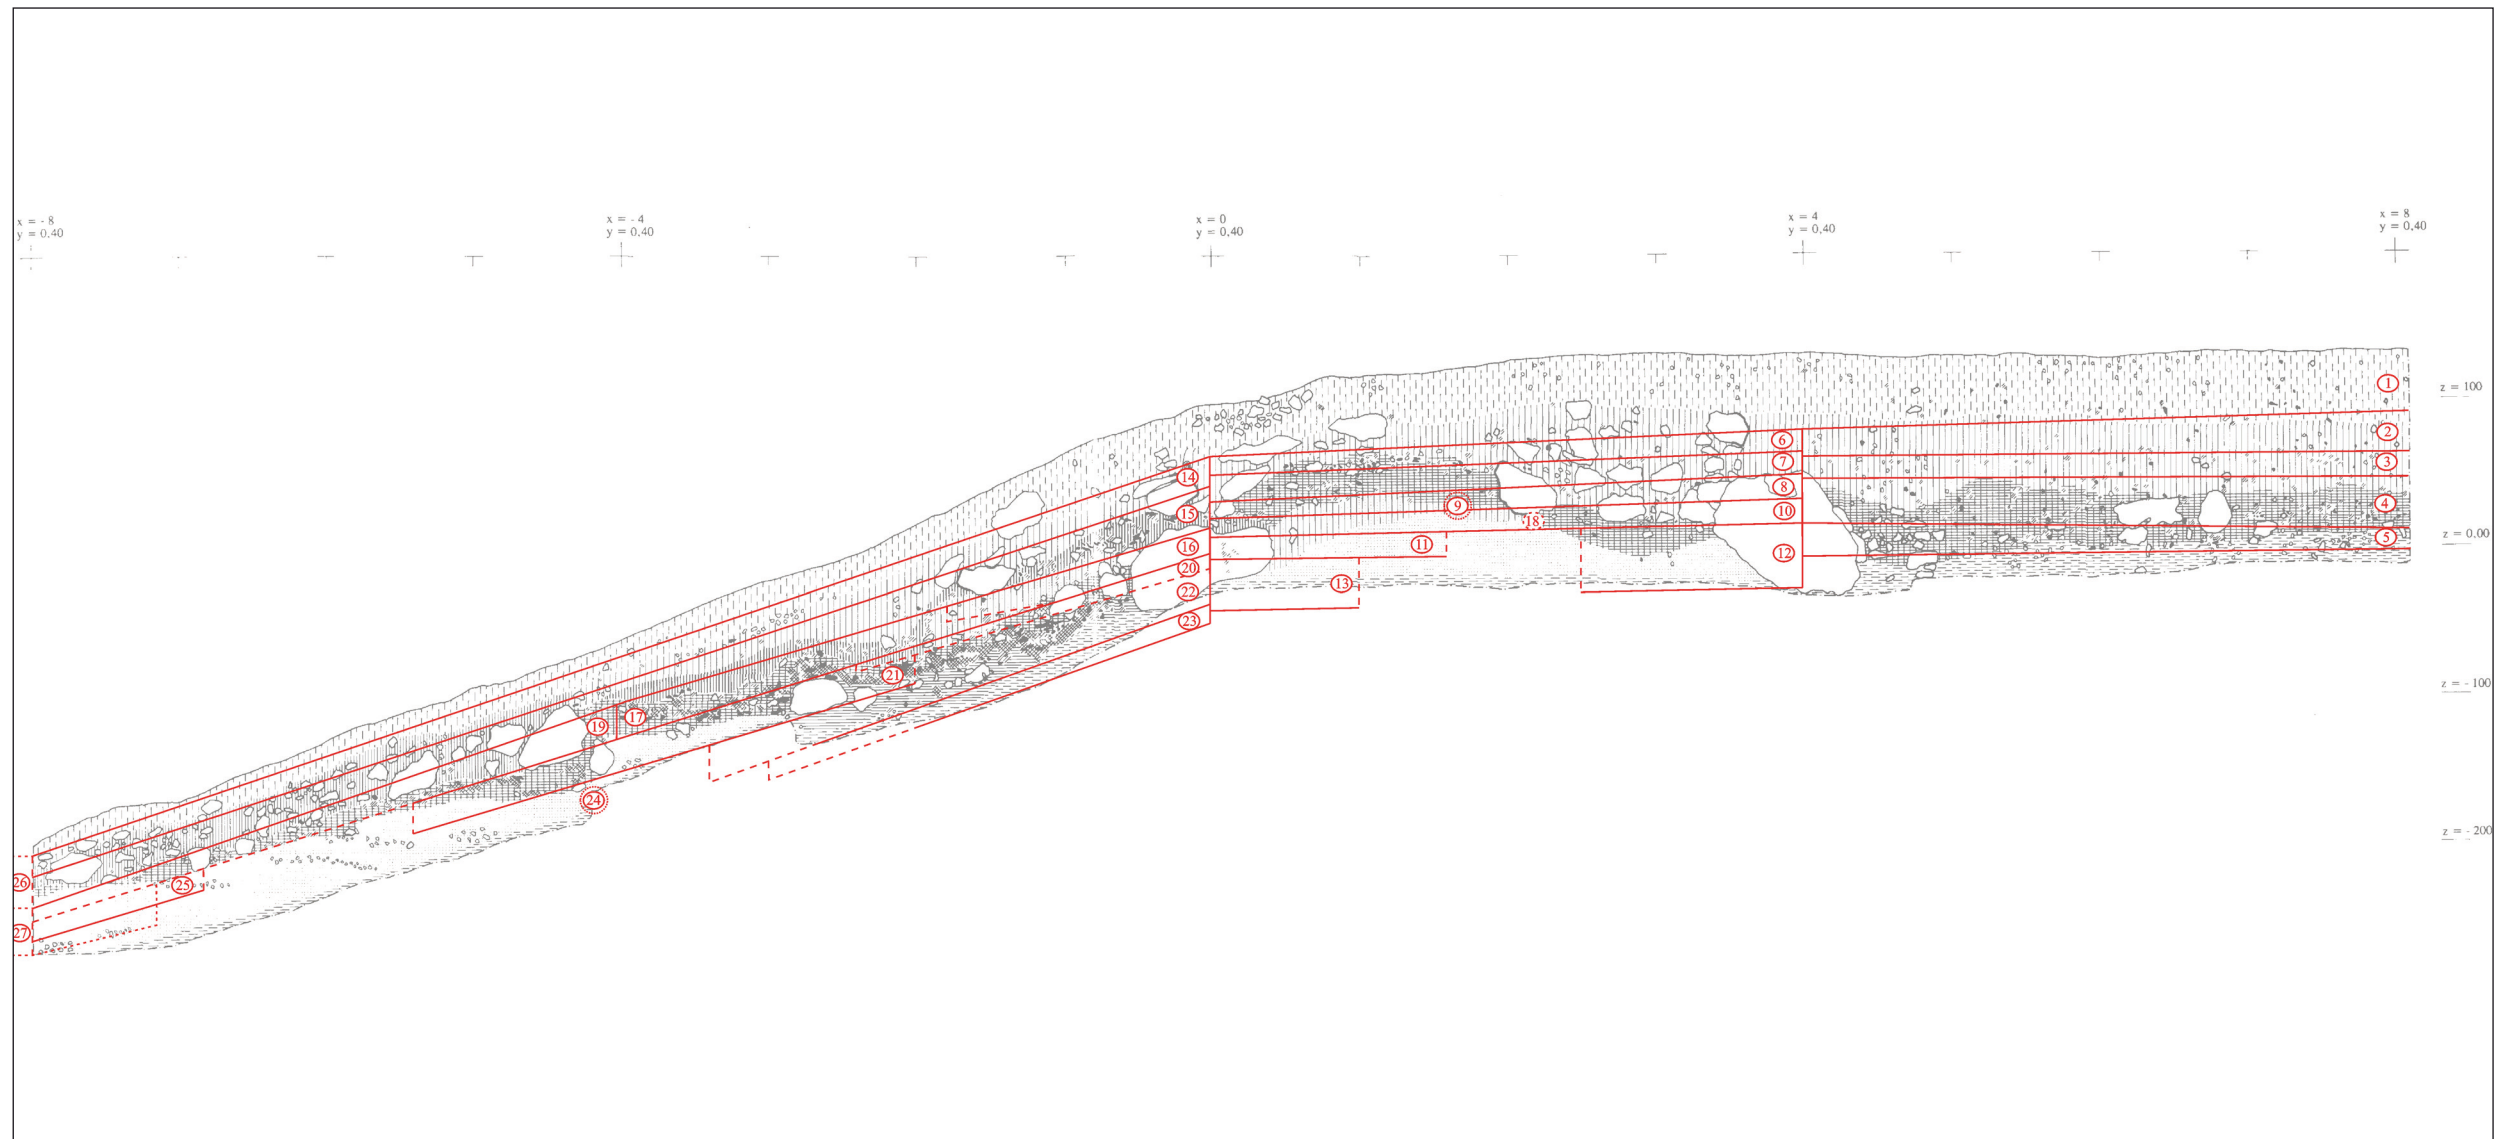 x = - 8
y = 0,40
x = - 4
y = 0,40
x = 0
y = 0,40
x = 4
y = 0,40
x = 8
y = 0,40
z = 100
z = 0.00
z = - 100
z = - 200
1
2
3
4
5
6
7
8
9
10
11
12
13
14
15
16
17
18
19
20
21
22
23
24
25
26
27